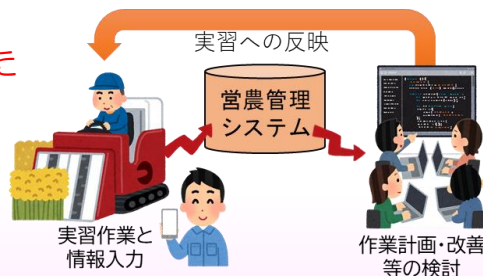 実習への反映
た
営農管理
システム
実習作業と
情報入力
作業計画・改善
等の検討